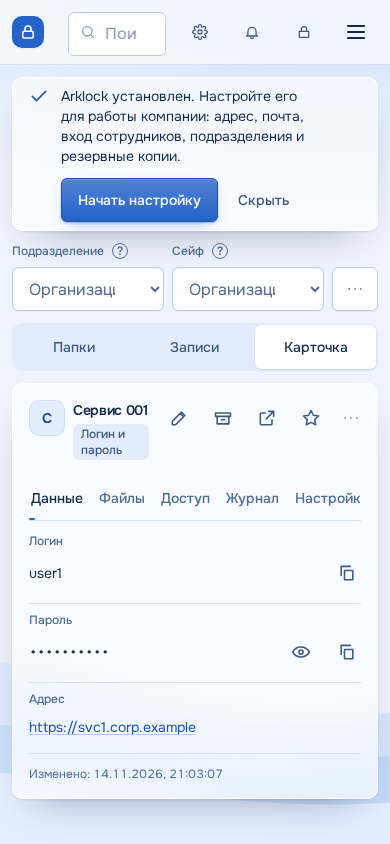 Пои
Arklock установлен. Настройте его
для работы компании: адрес, почта,
вход сотрудников, подразделения и
резервные копии.
Начать настройку
Скрыть
Подразделение ?
Сейф ?
Организаци
Организаци
...
Папки
Записи
Карточка
С
Сервис 001
Логин и
пароль
...
Данные
Файлы
Доступ
Журнал
Настройк
Логин
user1
Пароль
••••••••••
Адрес
https://svc1.corp.example
Изменено: 14.11.2026, 21:03:07